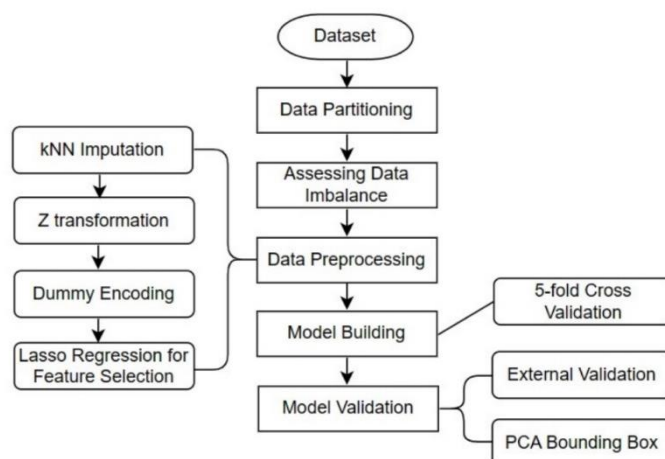 Dataset
Data Partitioning
Assessing Data
Imbalance
Data Preprocessing
Model Building
Model Validation
kNN Imputation
Z transformation
Dummy Encoding
Lasso Regression for
Feature Selection
5-fold Cross
Validation
External Validation
PCA Bounding Box